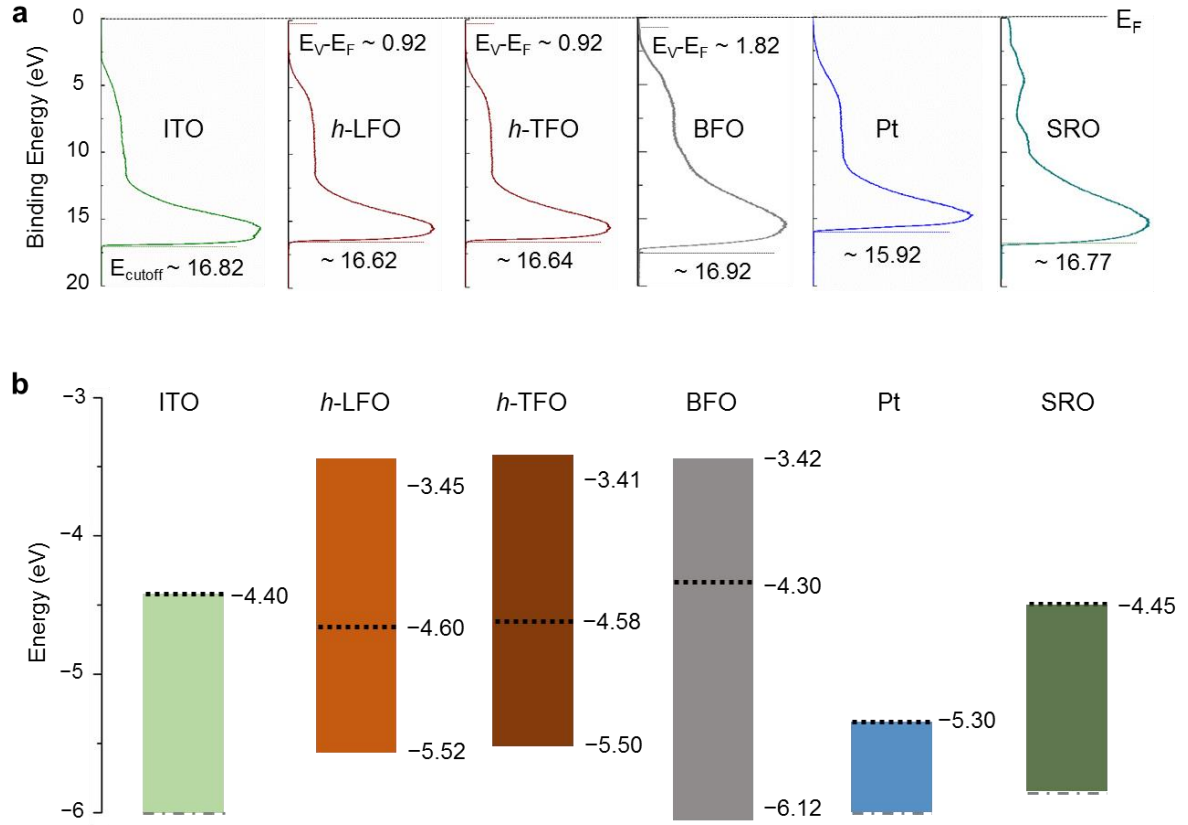 a
0
5
10
15
20
Binding Energy (eV)
E_F
ITO
E_cutoff ~ 16.82
E_V-E_F ~ 0.92
h-LFO
~ 16.62
E_V-E_F ~ 0.92
h-TFO
~ 16.64
E_V-E_F ~ 1.82
BFO
~ 16.92
Pt
~ 15.92
SRO
~ 16.77
b
−3
−4
−5
−6
Energy (eV)
ITO
−4.40
h-LFO
−3.45
−4.60
−5.52
h-TFO
−3.41
−4.58
−5.50
BFO
−3.42
−4.30
−6.12
Pt
−5.30
SRO
−4.45